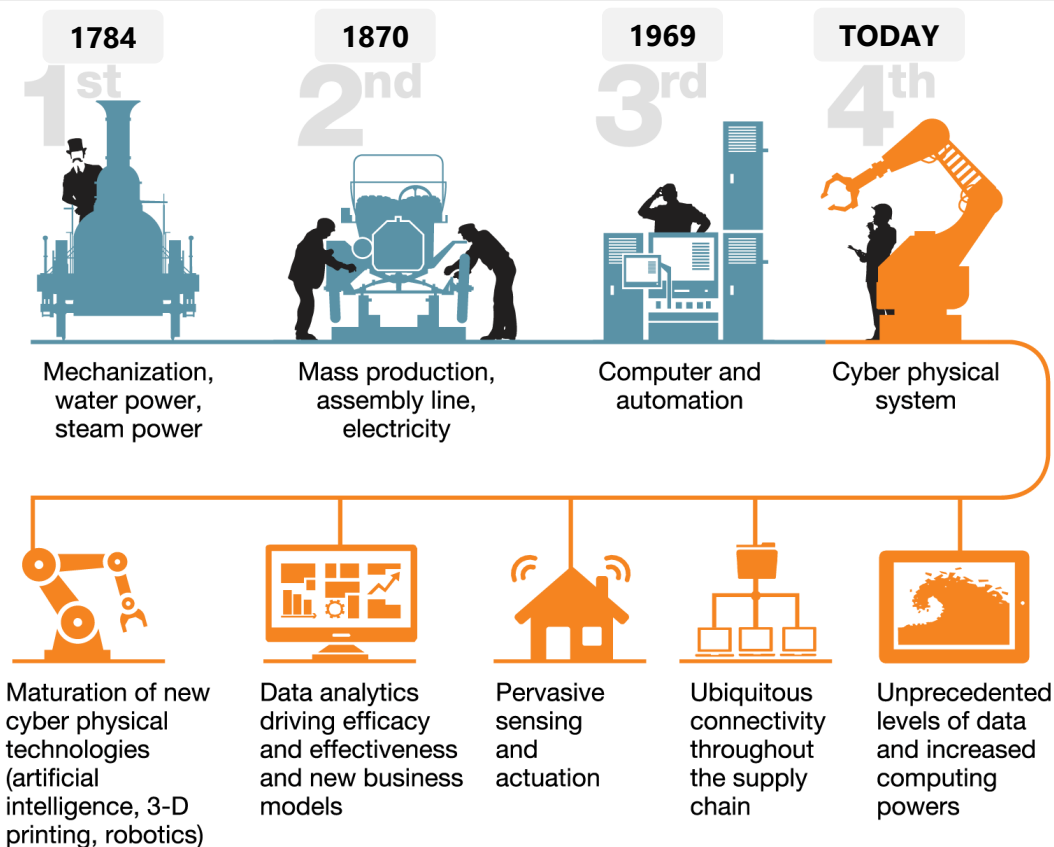 1784
1870
1969
TODAY
1st
2nd
3rd
4th
Mechanization,
water power,
steam power
Mass production,
assembly line,
electricity
Computer and
automation
Cyber physical
system
Maturation of new
cyber physical
technologies
(artificial
intelligence, 3-D
printing, robotics)
Data analytics
driving efficacy
and effectiveness
and new business
models
Pervasive
sensing
and
actuation
Ubiquitous
connectivity
throughout
the supply
chain
Unprecedented
levels of data
and increased
computing
powers